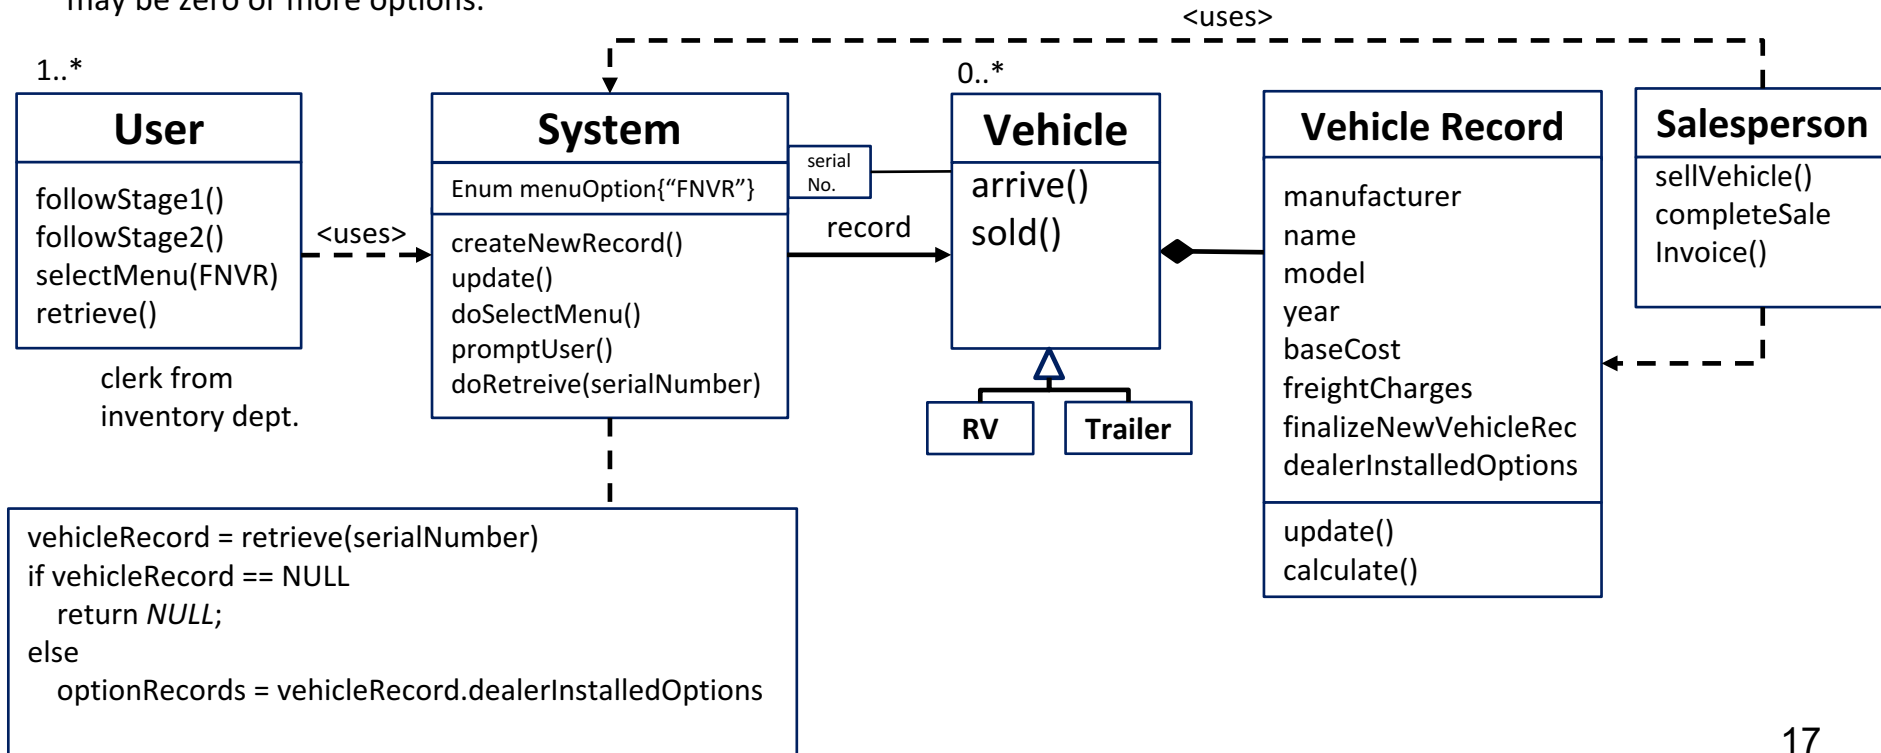 may be zero or more options.
<uses>
1..*
0..*
User
System
Vehicle
Vehicle Record
Salesperson
followStage1()
followStage2()
selectMenu(FNVR)
retrieve()
<uses>
Enum menuOption{“FNVR”}
createNewRecord()
update()
doSelectMenu()
promptUser()
doRetreive(serialNumber)
serial
No.
record
arrive()
sold()
manufacturer
name
model
year
baseCost
freightCharges
finalizeNewVehicleRec
dealerInstalledOptions
update()
calculate()
sellVehicle()
completeSale
Invoice()
clerk from
inventory dept.
RV
Trailer
vehicleRecord = retrieve(serialNumber)
if vehicleRecord == NULL
return NULL;
else
optionRecords = vehicleRecord.dealerInstalledOptions
17